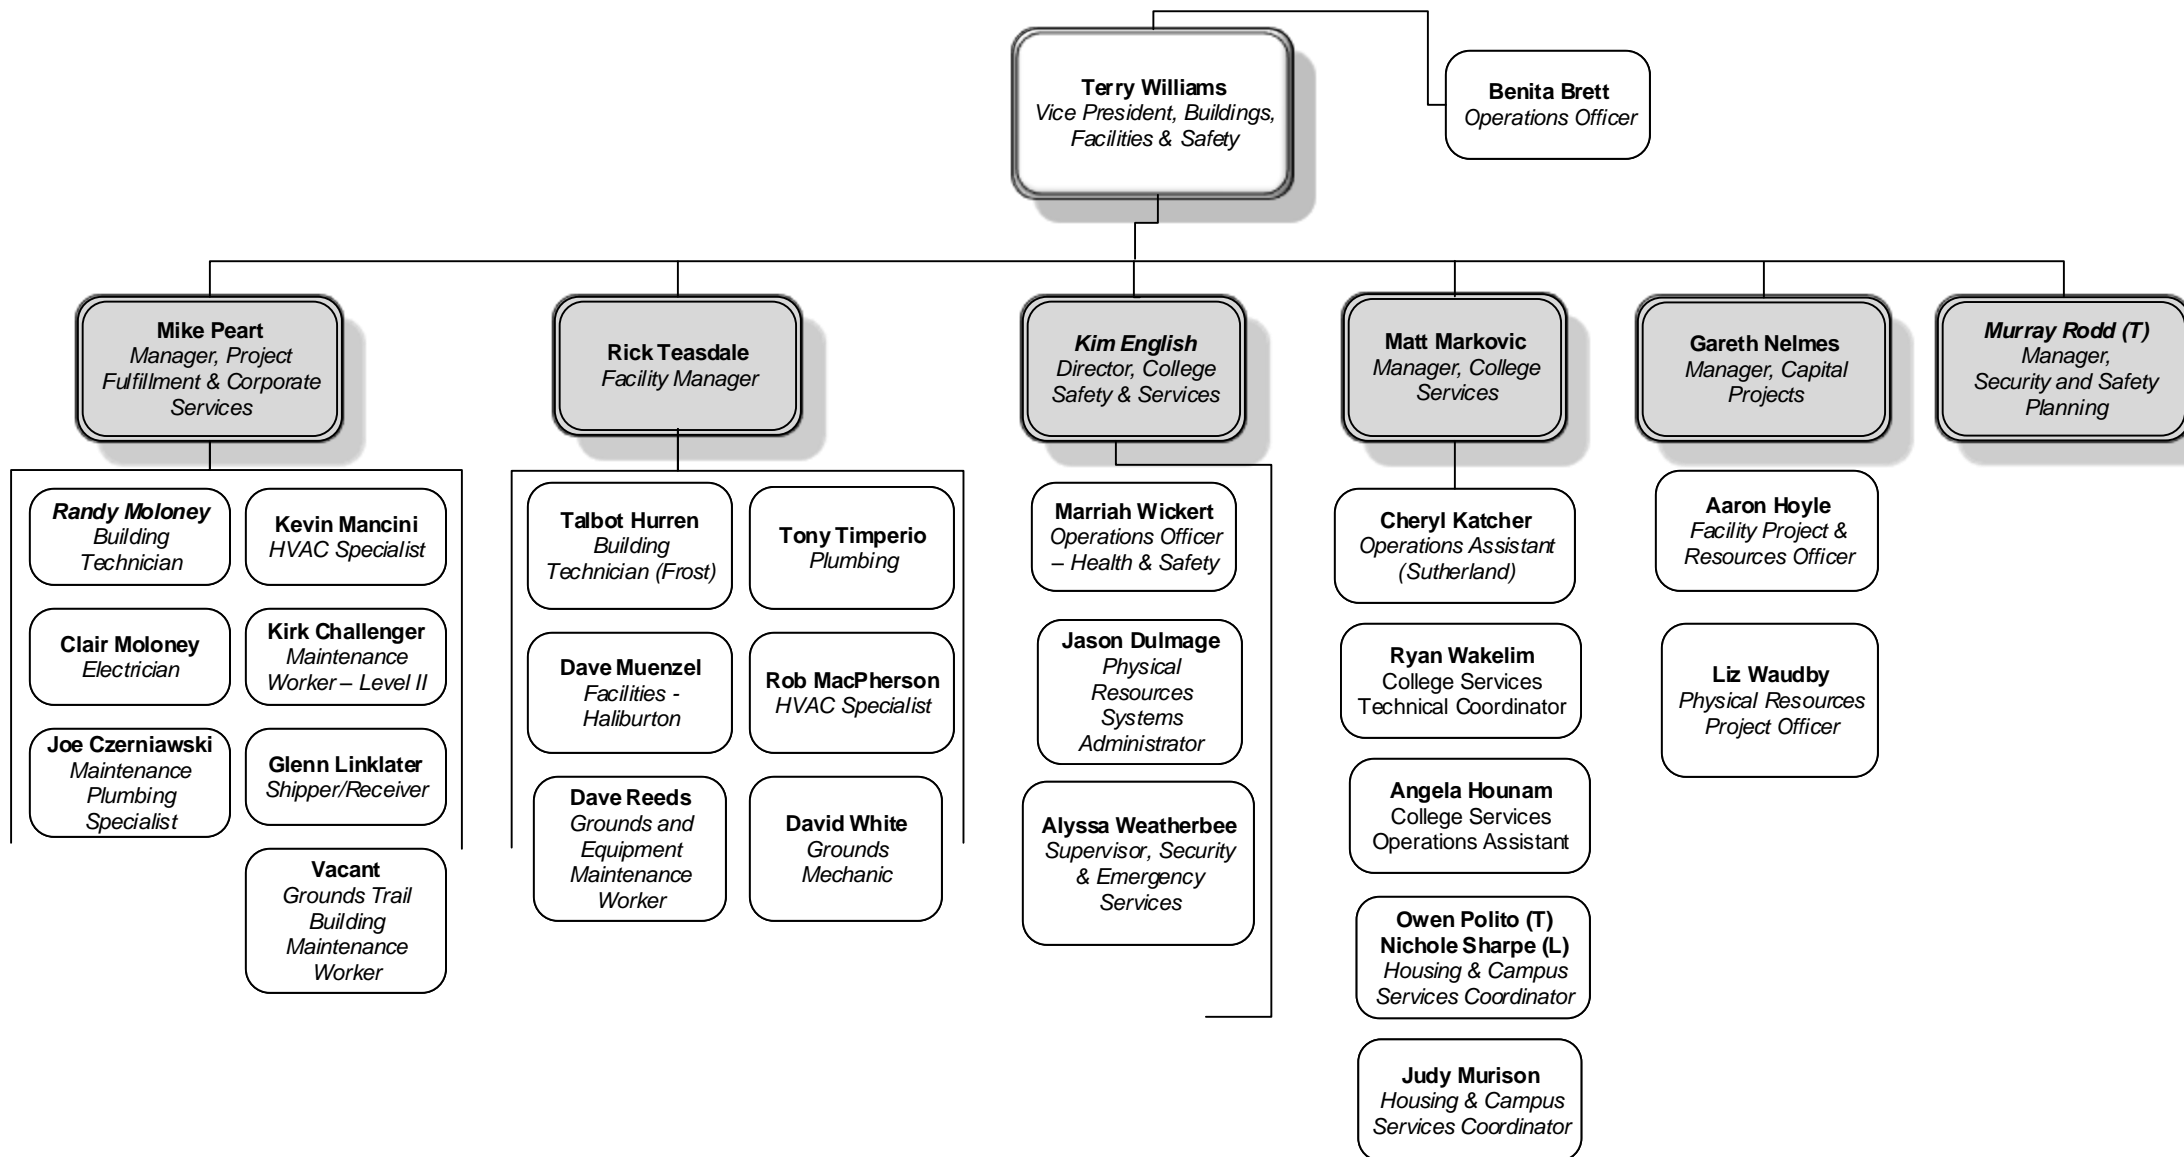 Terry Williams
Vice President, Buildings,
Facilities & Safety
Benita Brett
Operations Officer
Mike Peart
Manager, Project
Fulfillment & Corporate
Services
Rick Teasdale
Facility Manager
Kim English
Director, College
Safety & Services
Matt Markovic
Manager, College
Services
Gareth Nelmes
Manager, Capital
Projects
Murray Rodd (T)
Manager,
Security and Safety
Planning
Randy Moloney
Building
Technician
Kevin Mancini
HVAC Specialist
Clair Moloney
Electrician
Kirk Challenger
Maintenance
Worker – Level II
Joe Czerniawski
Maintenance
Plumbing
Specialist
Glenn Linklater
Shipper/Receiver
Vacant
Grounds Trail
Building
Maintenance
Worker
Talbot Hurren
Building
Technician (Frost)
Tony Timperio
Plumbing
Dave Muenzel
Facilities -
Haliburton
Rob MacPherson
HVAC Specialist
Dave Reeds
Grounds and
Equipment
Maintenance
Worker
David White
Grounds
Mechanic
Marriah Wickert
Operations Officer
– Health & Safety
Jason Dulmage
Physical
Resources
Systems
Administrator
Alyssa Weatherbee
Supervisor, Security
& Emergency
Services
Cheryl Katcher
Operations Assistant
(Sutherland)
Ryan Wakelim
College Services
Technical Coordinator
Angela Hounam
College Services
Operations Assistant
Owen Polito (T)
Nichole Sharpe (L)
Housing & Campus
Services Coordinator
Judy Murison
Housing & Campus
Services Coordinator
Aaron Hoyle
Facility Project &
Resources Officer
Liz Waudby
Physical Resources
Project Officer